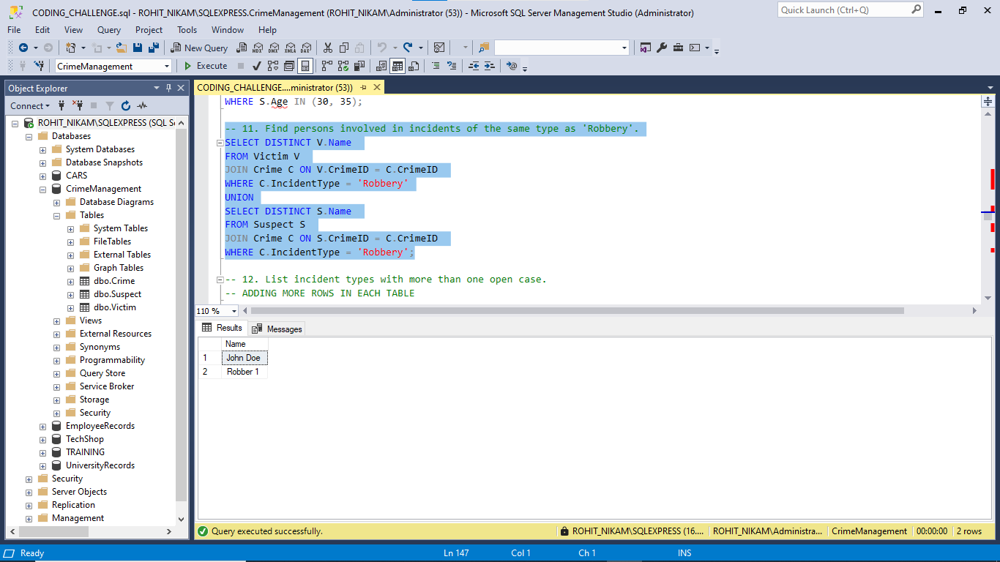 CODING_CHALLENGE.sql - ROHIT_NIKAM\SQLEXPRESS.CrimeManagement (ROHIT_NIKAM\Administrator (53)) - Microsoft SQL Server Management Studio (Administrator)
Quick Launch (Ctrl+Q)
File Edit View Query Project Tools Window Help
New Query MDX DMX XMLA DAX
CrimeManagement Execute
Object Explorer
Connect
ROHIT_NIKAM\SQLEXPRESS (SQL S
Databases
System Databases
Database Snapshots
CARS
CrimeManagement
Database Diagrams
Tables
System Tables
FileTables
External Tables
Graph Tables
dbo.Crime
dbo.Suspect
dbo.Victim
Views
External Resources
Synonyms
Programmability
Query Store
Service Broker
Storage
Security
EmployeeRecords
TechShop
TRAINING
UniversityRecords
Security
Server Objects
Replication
Management
CODING_CHALLENGE....ministrator (53))
WHERE S.Age IN (30, 35);
-- 11. Find persons involved in incidents of the same type as 'Robbery'.
SELECT DISTINCT V.Name
FROM Victim V
JOIN Crime C ON V.CrimeID = C.CrimeID
WHERE C.IncidentType = 'Robbery'
UNION
SELECT DISTINCT S.Name
FROM Suspect S
JOIN Crime C ON S.CrimeID = C.CrimeID
WHERE C.IncidentType = 'Robbery';
-- 12. List incident types with more than one open case.
-- ADDING MORE ROWS IN EACH TABLE
110 %
Results Messages
Name
1 John Doe
2 Robber 1
Query executed successfully. ROHIT_NIKAM\SQLEXPRESS (16.... ROHIT_NIKAM\Administra... CrimeManagement 00:00:00 2 rows
Ready Ln 147 Col 1 Ch 1 INS